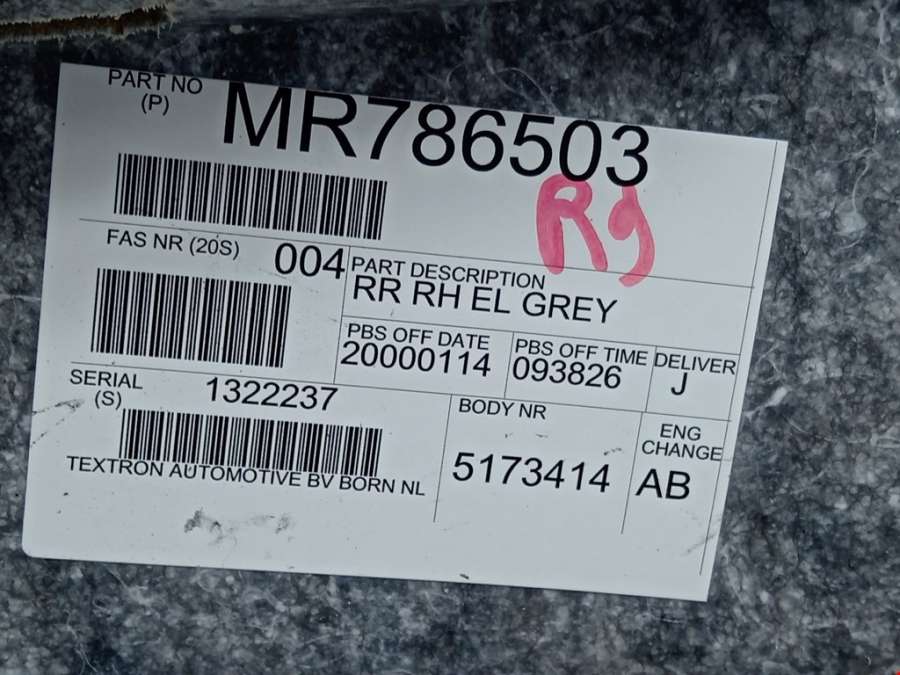 PART NO
(P)
MR786503
R9
FAS NR (20S)
004
PART DESCRIPTION
RR RH EL GREY
PBS OFF DATE
20000114
PBS OFF TIME
093826
DELIVER
J
SERIAL
(S)
1322237
BODY NR
5173414
ENG
CHANGE
AB
TEXTRON AUTOMOTIVE BV BORN NL